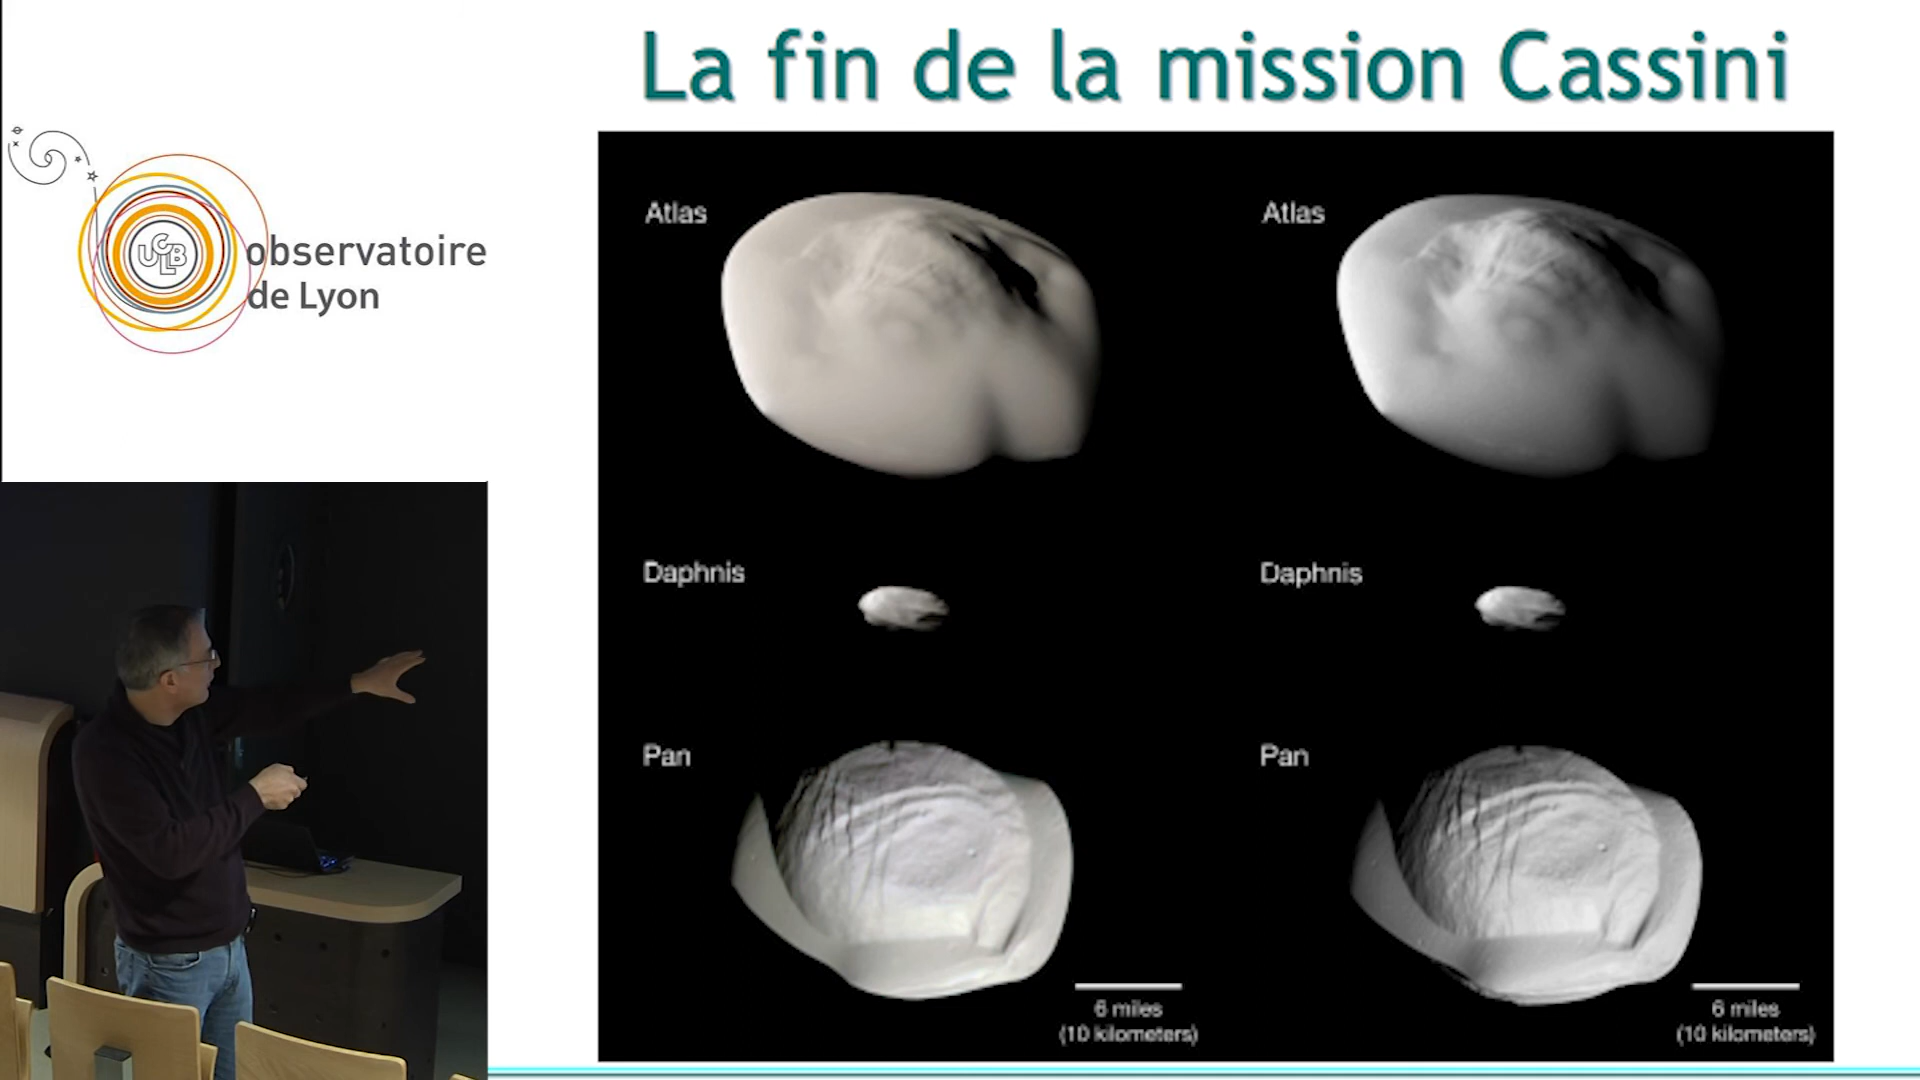 La fin de la mission Cassini
UCBL
observatoire
de Lyon
Atlas
Atlas
Daphnis
Daphnis
Pan
Pan
6 miles
(10 kilometers)
6 miles
(10 kilometers)